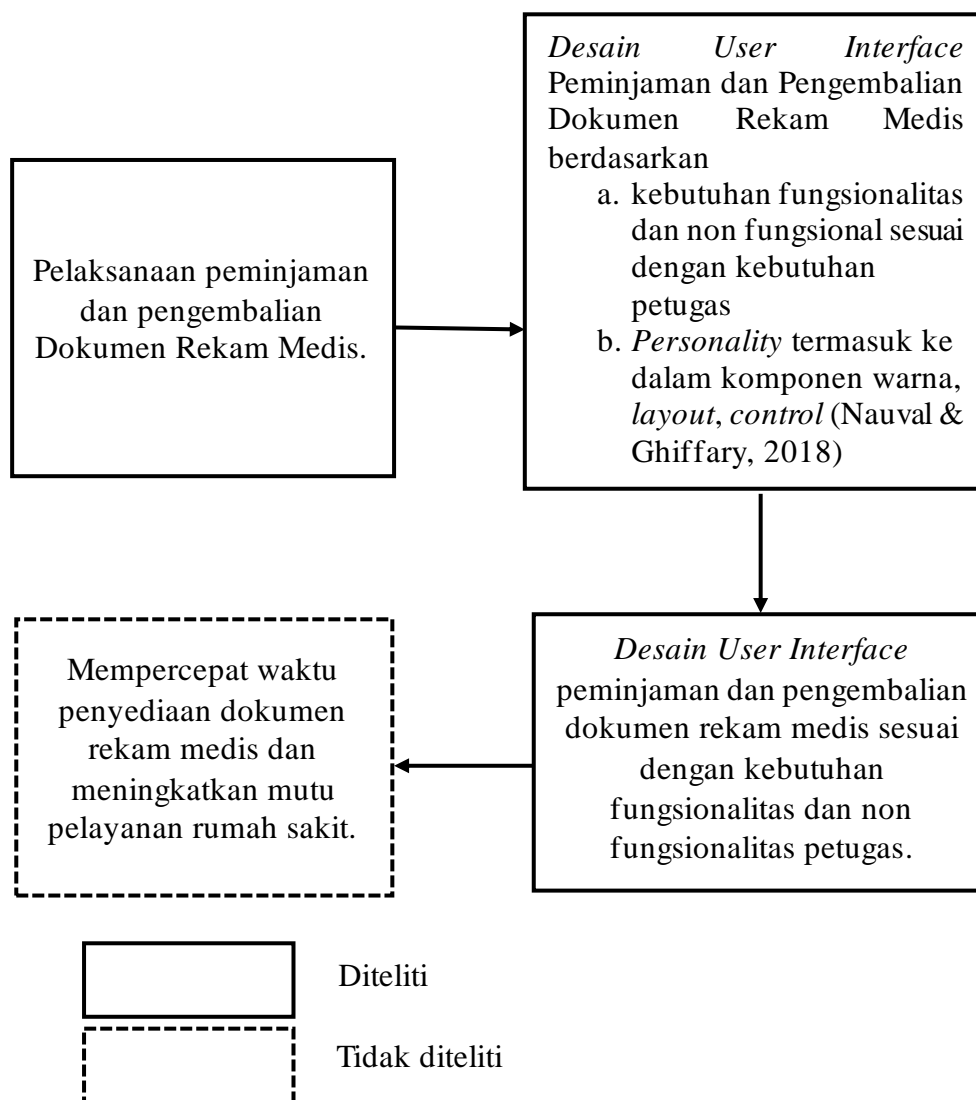 Desain User Interface
Peminjaman dan Pengembalian
Dokumen Rekam Medis
berdasarkan
a. kebutuhan fungsionalitas
dan non fungsional sesuai
dengan kebutuhan
petugas
b. Personality termasuk ke
dalam komponen warna,
layout, control (Nauval &
Ghiffary, 2018)
Pelaksanaan peminjaman
dan pengembalian
Dokumen Rekam Medis.
Desain User Interface
peminjaman dan pengembalian
dokumen rekam medis sesuai
dengan kebutuhan
fungsionalitas dan non
fungsionalitas petugas.
Mempercepat waktu
penyediaan dokumen
rekam medis dan
meningkatkan mutu
pelayanan rumah sakit.
Diteliti
Tidak diteliti